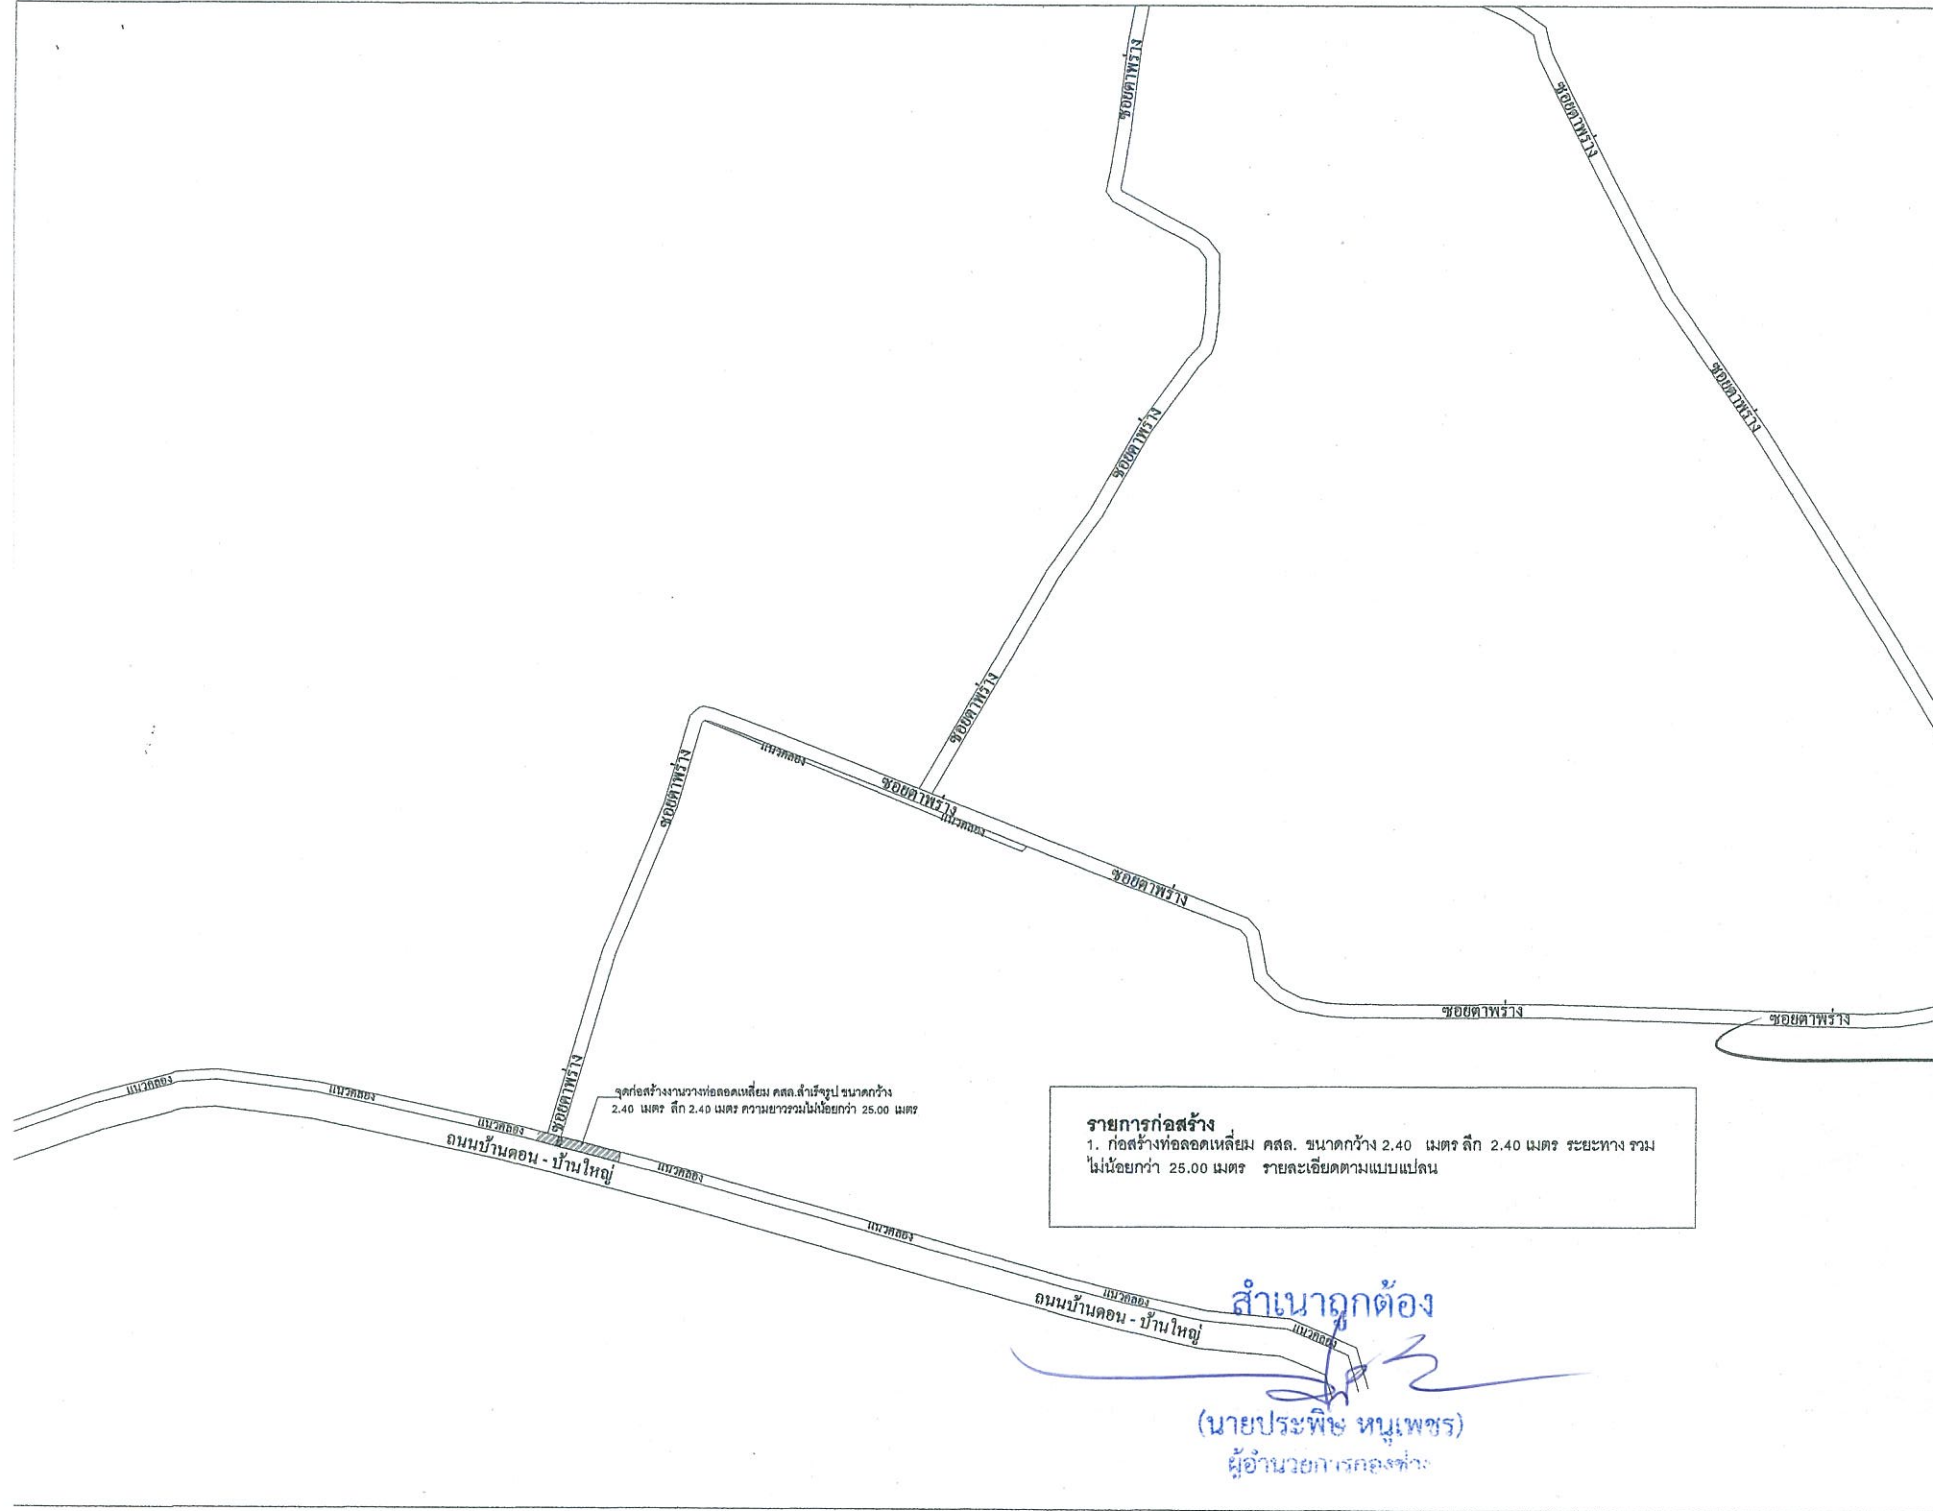 ซอยตาพร่าง
ซอยตาพร่าง
ซอยตาพร่าง
ซอยตาพร่าง
ซอยตาพร่าง
ซอยตาพร่าง
แนวคลอง
ซอยตาพร่าง
แนวคลอง
ซอยตาพร่าง
ซอยตาพร่าง
ซอยตาพร่าง
ซอยตาพร่าง
จุดก่อสร้างงานวางท่อลอดเหลี่ยม คสล.สำเร็จรูป ขนาดกว้าง
2.40 เมตร ลึก 2.40 เมตร ความยาวรวมไม่น้อยกว่า 25.00 เมตร
แนวคลอง
แนวคลอง
แนวคลอง
ถนนบ้านดอน - บ้านใหญ่
แนวคลอง
แนวคลอง
แนวคลอง
ถนนบ้านดอน - บ้านใหญ่
แนวคลอง
รายการก่อสร้าง
1. ก่อสร้างท่อลอดเหลี่ยม คสล. ขนาดกว้าง 2.40 เมตร ลึก 2.40 เมตร ระยะทาง รวม
ไม่น้อยกว่า 25.00 เมตร รายละเอียดตามแบบแปลน
สำเนาถูกต้อง
(นายประพิษ หนูเพชร)
ผู้อำนวยการกองช่าง